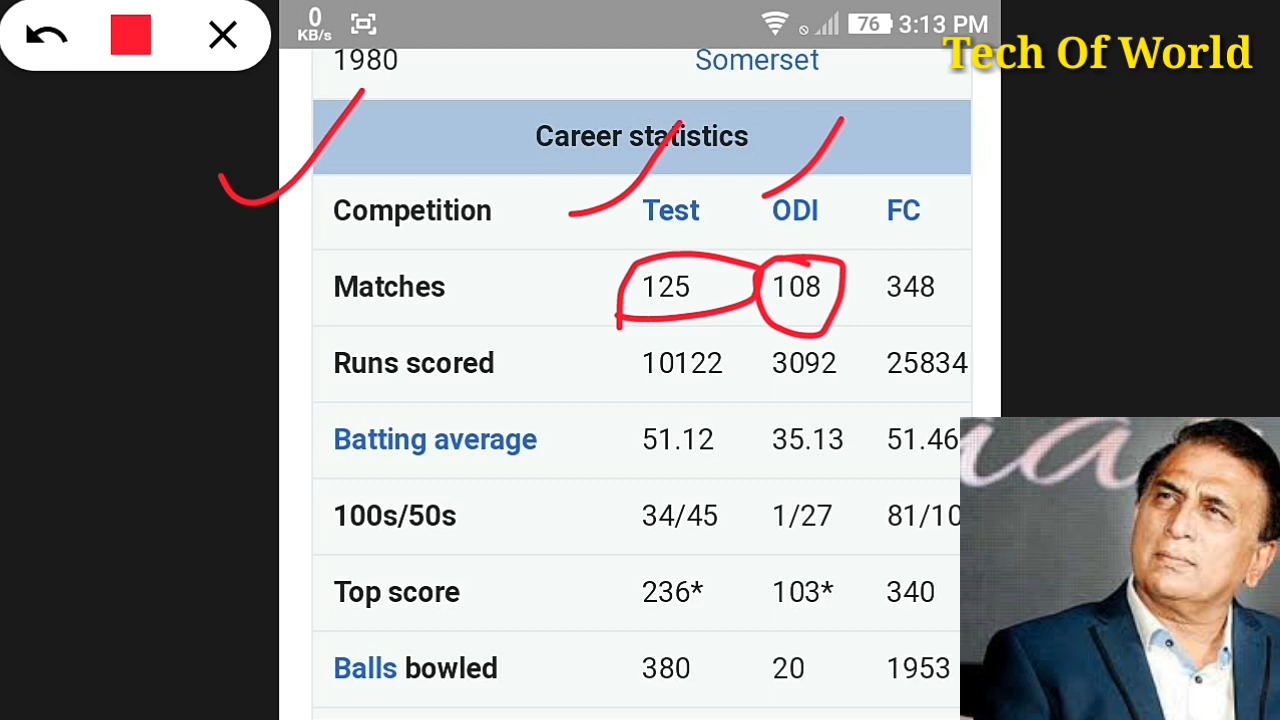 0
KB/s
76 3:13 PM
Tech Of World
1980 Somerset
Career statistics
Competition Test ODI FC
Matches 125 108 348
Runs scored 10122 3092 25834
Batting average 51.12 35.13 51.46
100s/50s 34/45 1/27 81/10
Top score 236* 103* 340
Balls bowled 380 20 1953